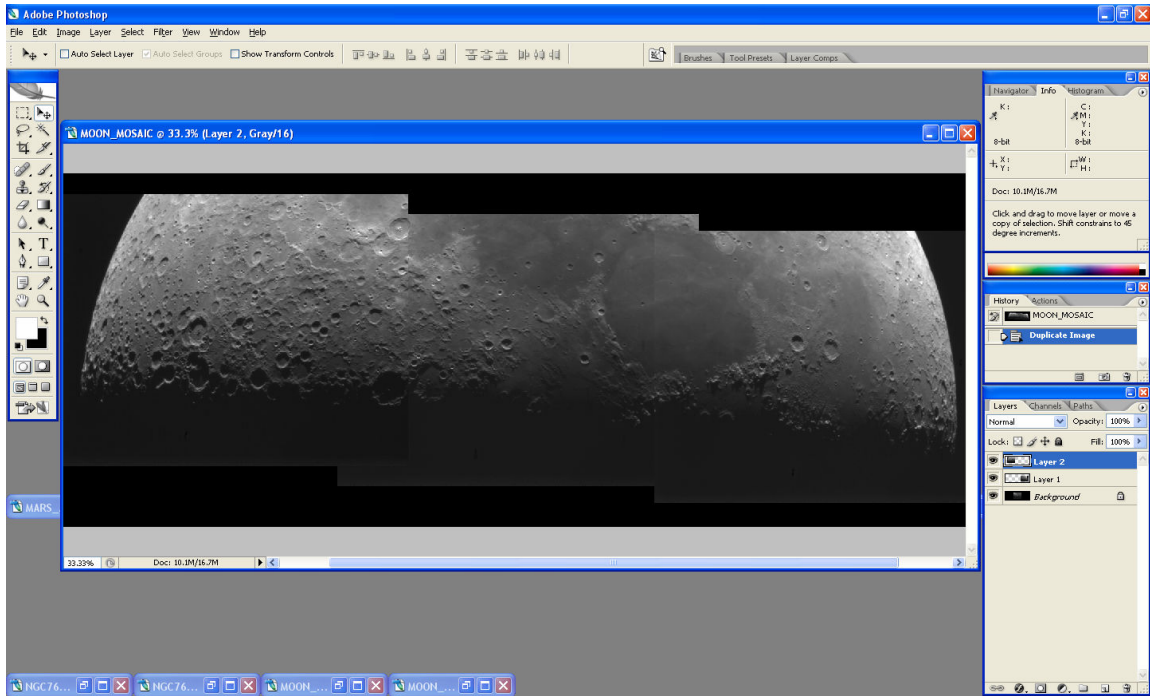 Adobe Photoshop
File Edit Image Layer Select Filter View Window Help
Auto Select Layer Auto Select Groups Show Transform Controls
Brushes Tool Presets Layer Comps
Navigator Info Histogram
K: C:
M:
Y:
K:
8-bit 8-bit
X: W:
Y: H:
Doc: 10.1M/16.7M
Click and drag to move layer or move a
copy of selection. Shift constrains to 45
degree increments.
MOON_MOSAIC @ 33.3% (Layer 2, Gray/16)
History Actions
MOON_MOSAIC
Duplicate Image
Layers Channels Paths
Normal Opacity: 100%
Lock: Fill: 100%
Layer 2
Layer 1
Background
MARS_
33.33% Doc: 10.1M/16.7M
NGC76... NGC76... MOON_... MOON_...